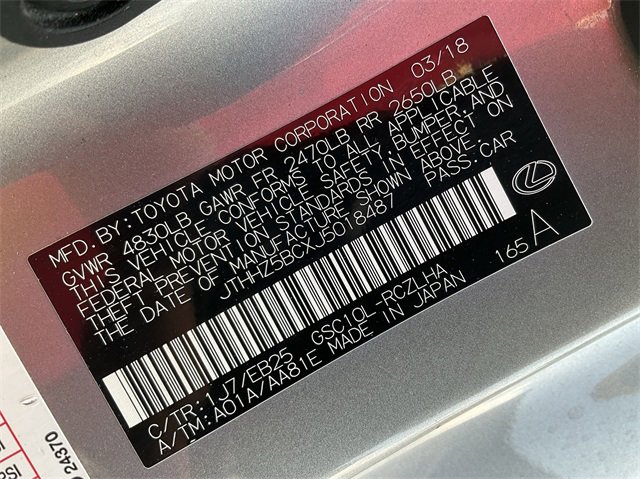 MFD.BY:TOYOTA MOTOR CORPORATION 03/18
GVWR 4830LB GAWR FR 2470LB RR 2650LB
THIS VEHICLE CONFORMS TO ALL APPLICABLE
FEDERAL MOTOR VEHICLE SAFETY, BUMPER, AND
THEFT PREVENTION STANDARDS IN EFFECT ON
THE DATE OF MANUFACTURE SHOWN ABOVE.
JTHHZ5BCXJ5018487 PASS.CAR
C/TR:1J7/EB25 GSC10L-RCZLHA 165 A
A/TM:A01A/AA81E MADE IN JAPAN
24370